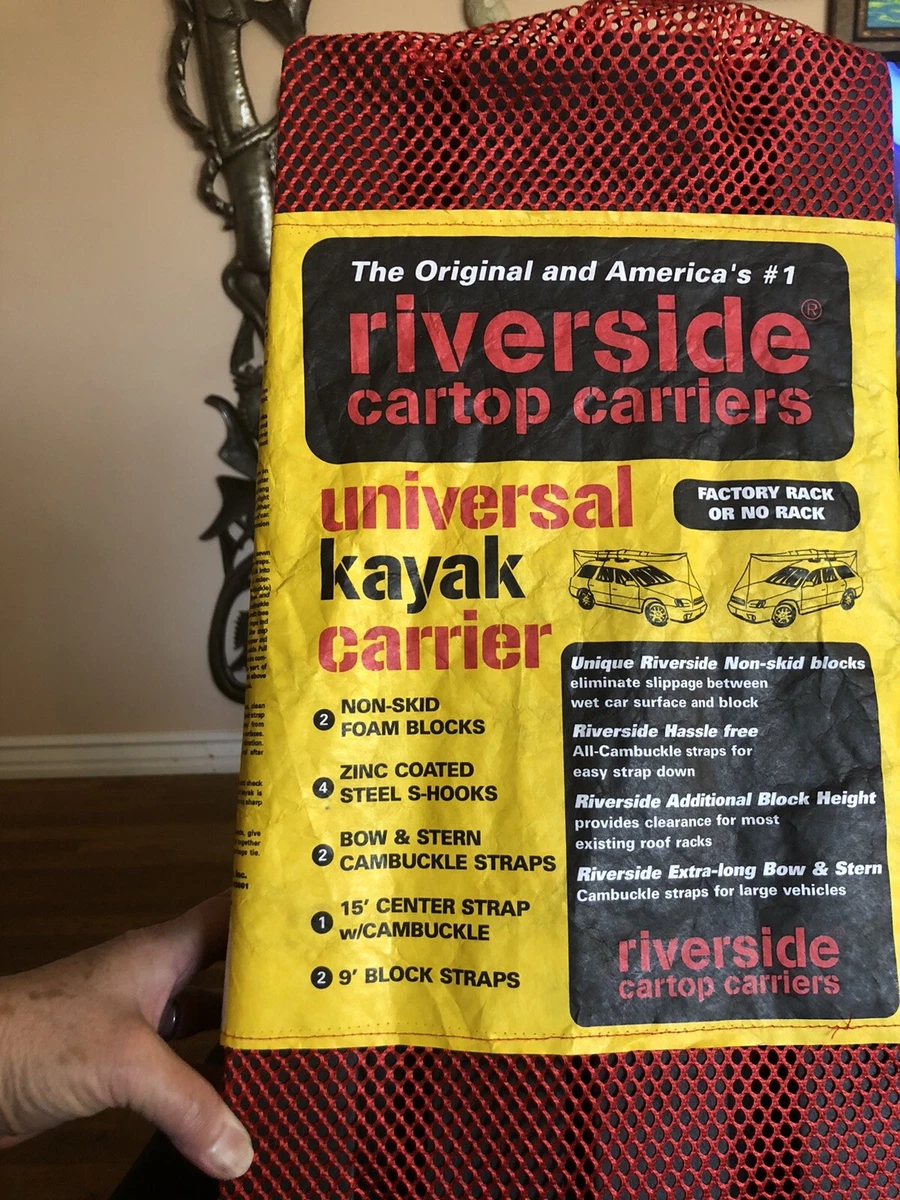 The Original and America's #1
riverside®
cartop carriers
universal
kayak
carrier
FACTORY RACK
OR NO RACK
2 NON-SKID
FOAM BLOCKS
4 ZINC COATED
STEEL S-HOOKS
2 BOW & STERN
CAMBUCKLE STRAPS
1 15' CENTER STRAP
w/CAMBUCKLE
2 9' BLOCK STRAPS
Unique Riverside Non-skid blocks
eliminate slippage between
wet car surface and block
Riverside Hassle free
All-Cambuckle straps for
easy strap down
Riverside Additional Block Height
provides clearance for most
existing roof racks
Riverside Extra-long Bow & Stern
Cambuckle straps for large vehicles
riverside
cartop carriers